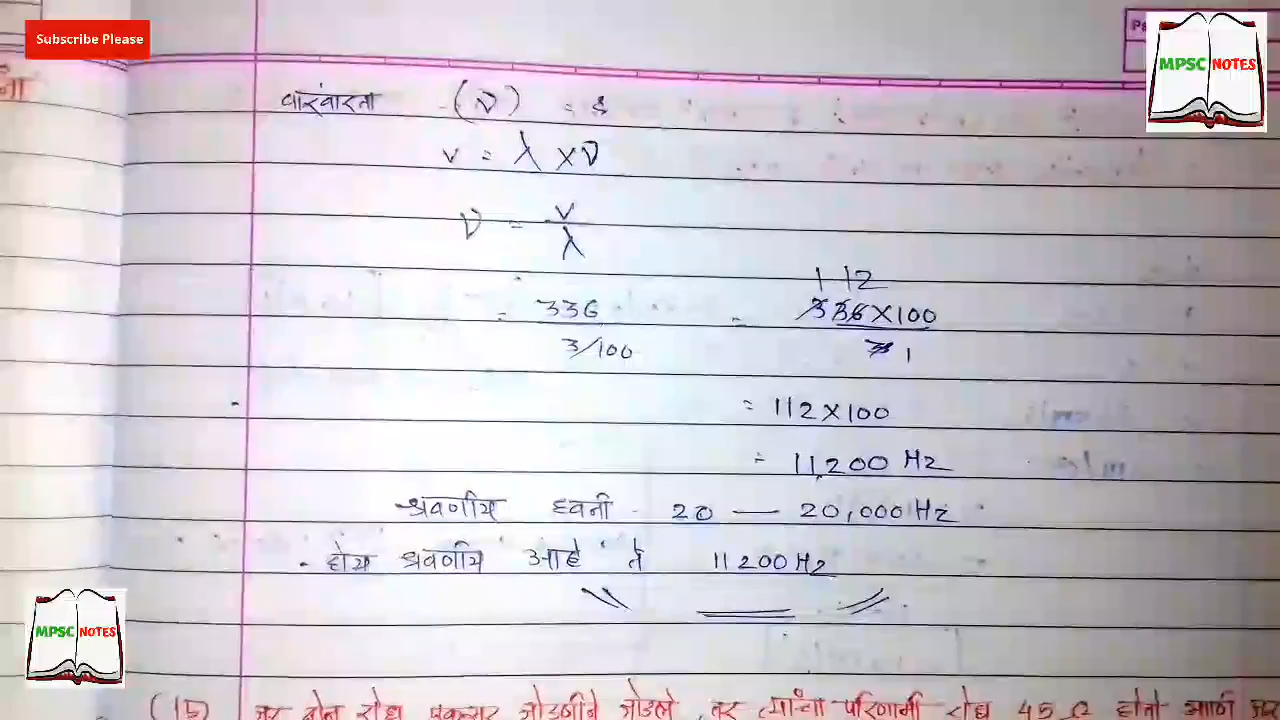 Subscribe Please
MPSC NOTES
वारंवारता (ν) = ?
v = λ × ν
ν = v / λ
= 336 / 3/100 = 336×100 / 3 1
112
= 112×100
= 11,200 Hz
श्रवणीय ध्वनी - 20 — 20,000 Hz
होय श्रवणीय आहे ते 11200 Hz
MPSC NOTES
(15) जर दोन रोध एकसर जोडणीने जोडले, तर त्यांचा परिणामी रोध 45 Ω होतो आणि जर